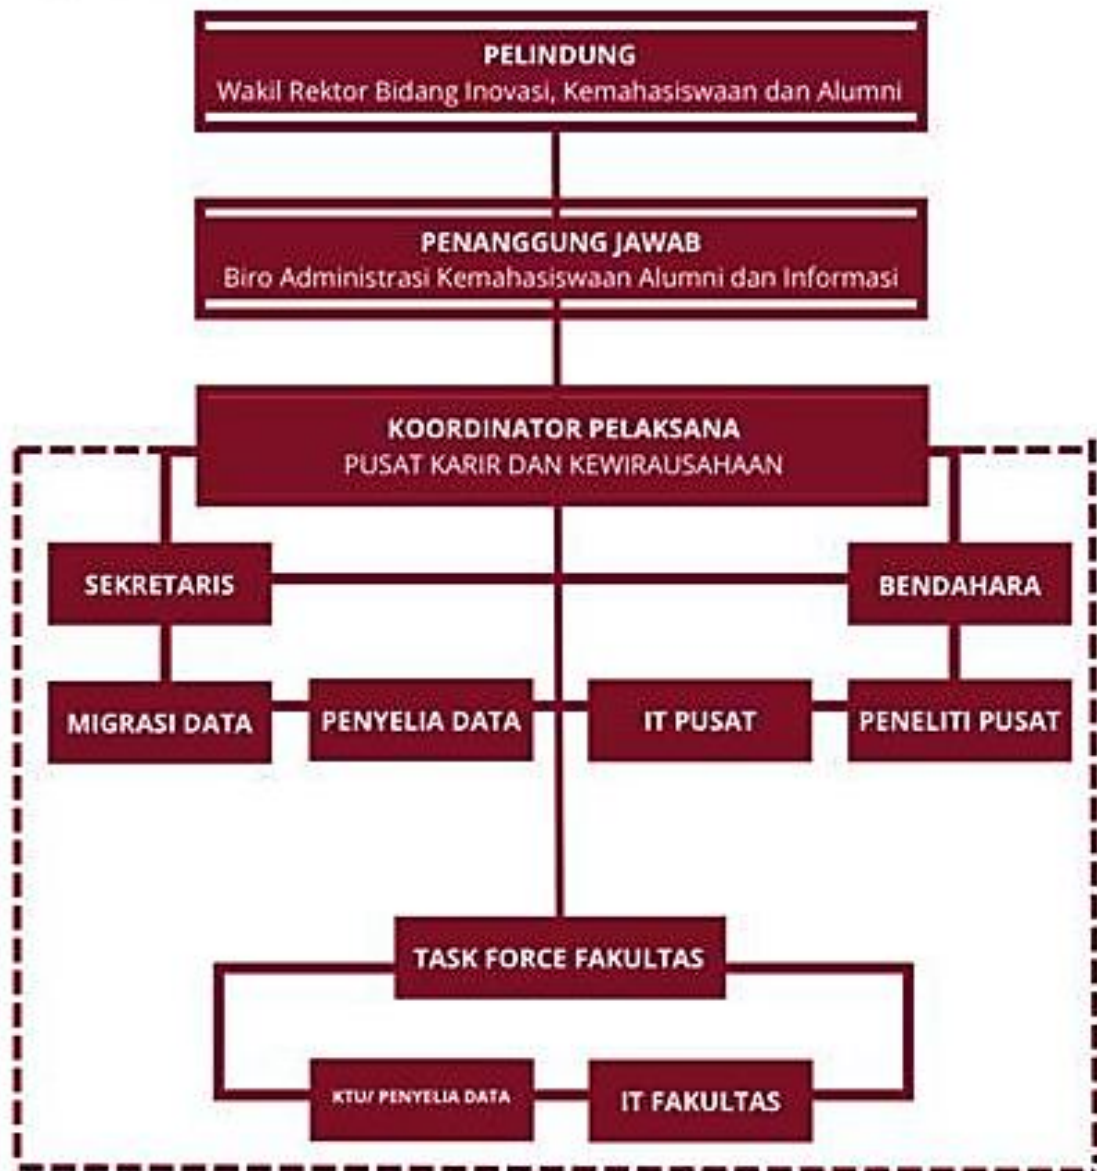 PELINDUNG
Wakil Rektor Bidang Inovasi, Kemahasiswaan dan Alumni
PENANGGUNG JAWAB
Biro Administrasi Kemahasiswaan Alumni dan Informasi
KOORDINATOR PELAKSANA
PUSAT KARIR DAN KEWIRAUSAHAAN
SEKRETARIS
BENDAHARA
MIGRASI DATA
PENYELIA DATA
IT PUSAT
PENELITI PUSAT
TASK FORCE FAKULTAS
KTU/ PENYELIA DATA
IT FAKULTAS